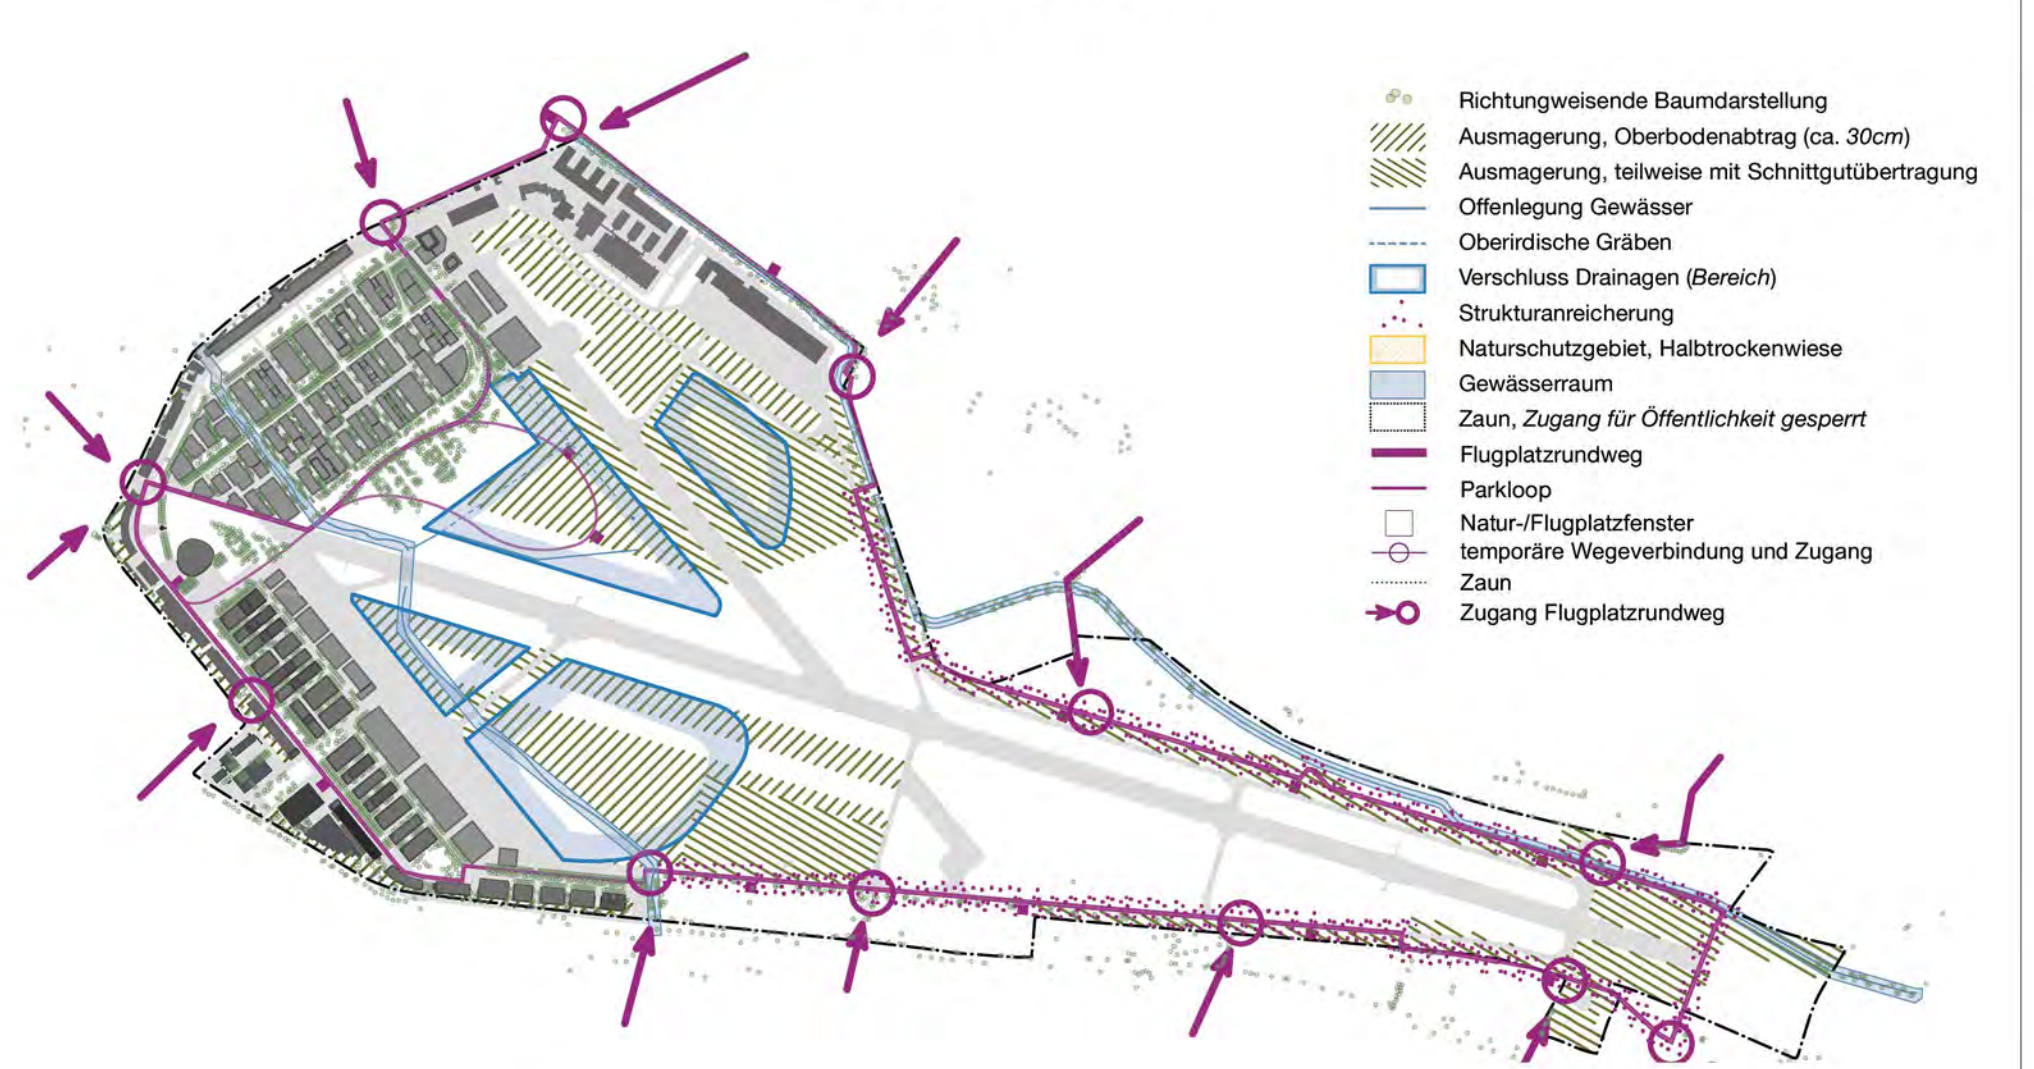 Richtungweisende Baumdarstellung
Ausmagerung, Oberbodenabtrag (ca. 30cm)
Ausmagerung, teilweise mit Schnittgutübertragung
Offenlegung Gewässer
Oberirdische Gräben
Verschluss Drainagen (Bereich)
Strukturanreicherung
Naturschutzgebiet, Halbtrockenwiese
Gewässerraum
Zaun, Zugang für Öffentlichkeit gesperrt
Flugplatzrundweg
Parkloop
Natur-/Flugplatzfenster
temporäre Wegeverbindung und Zugang
Zaun
Zugang Flugplatzrundweg